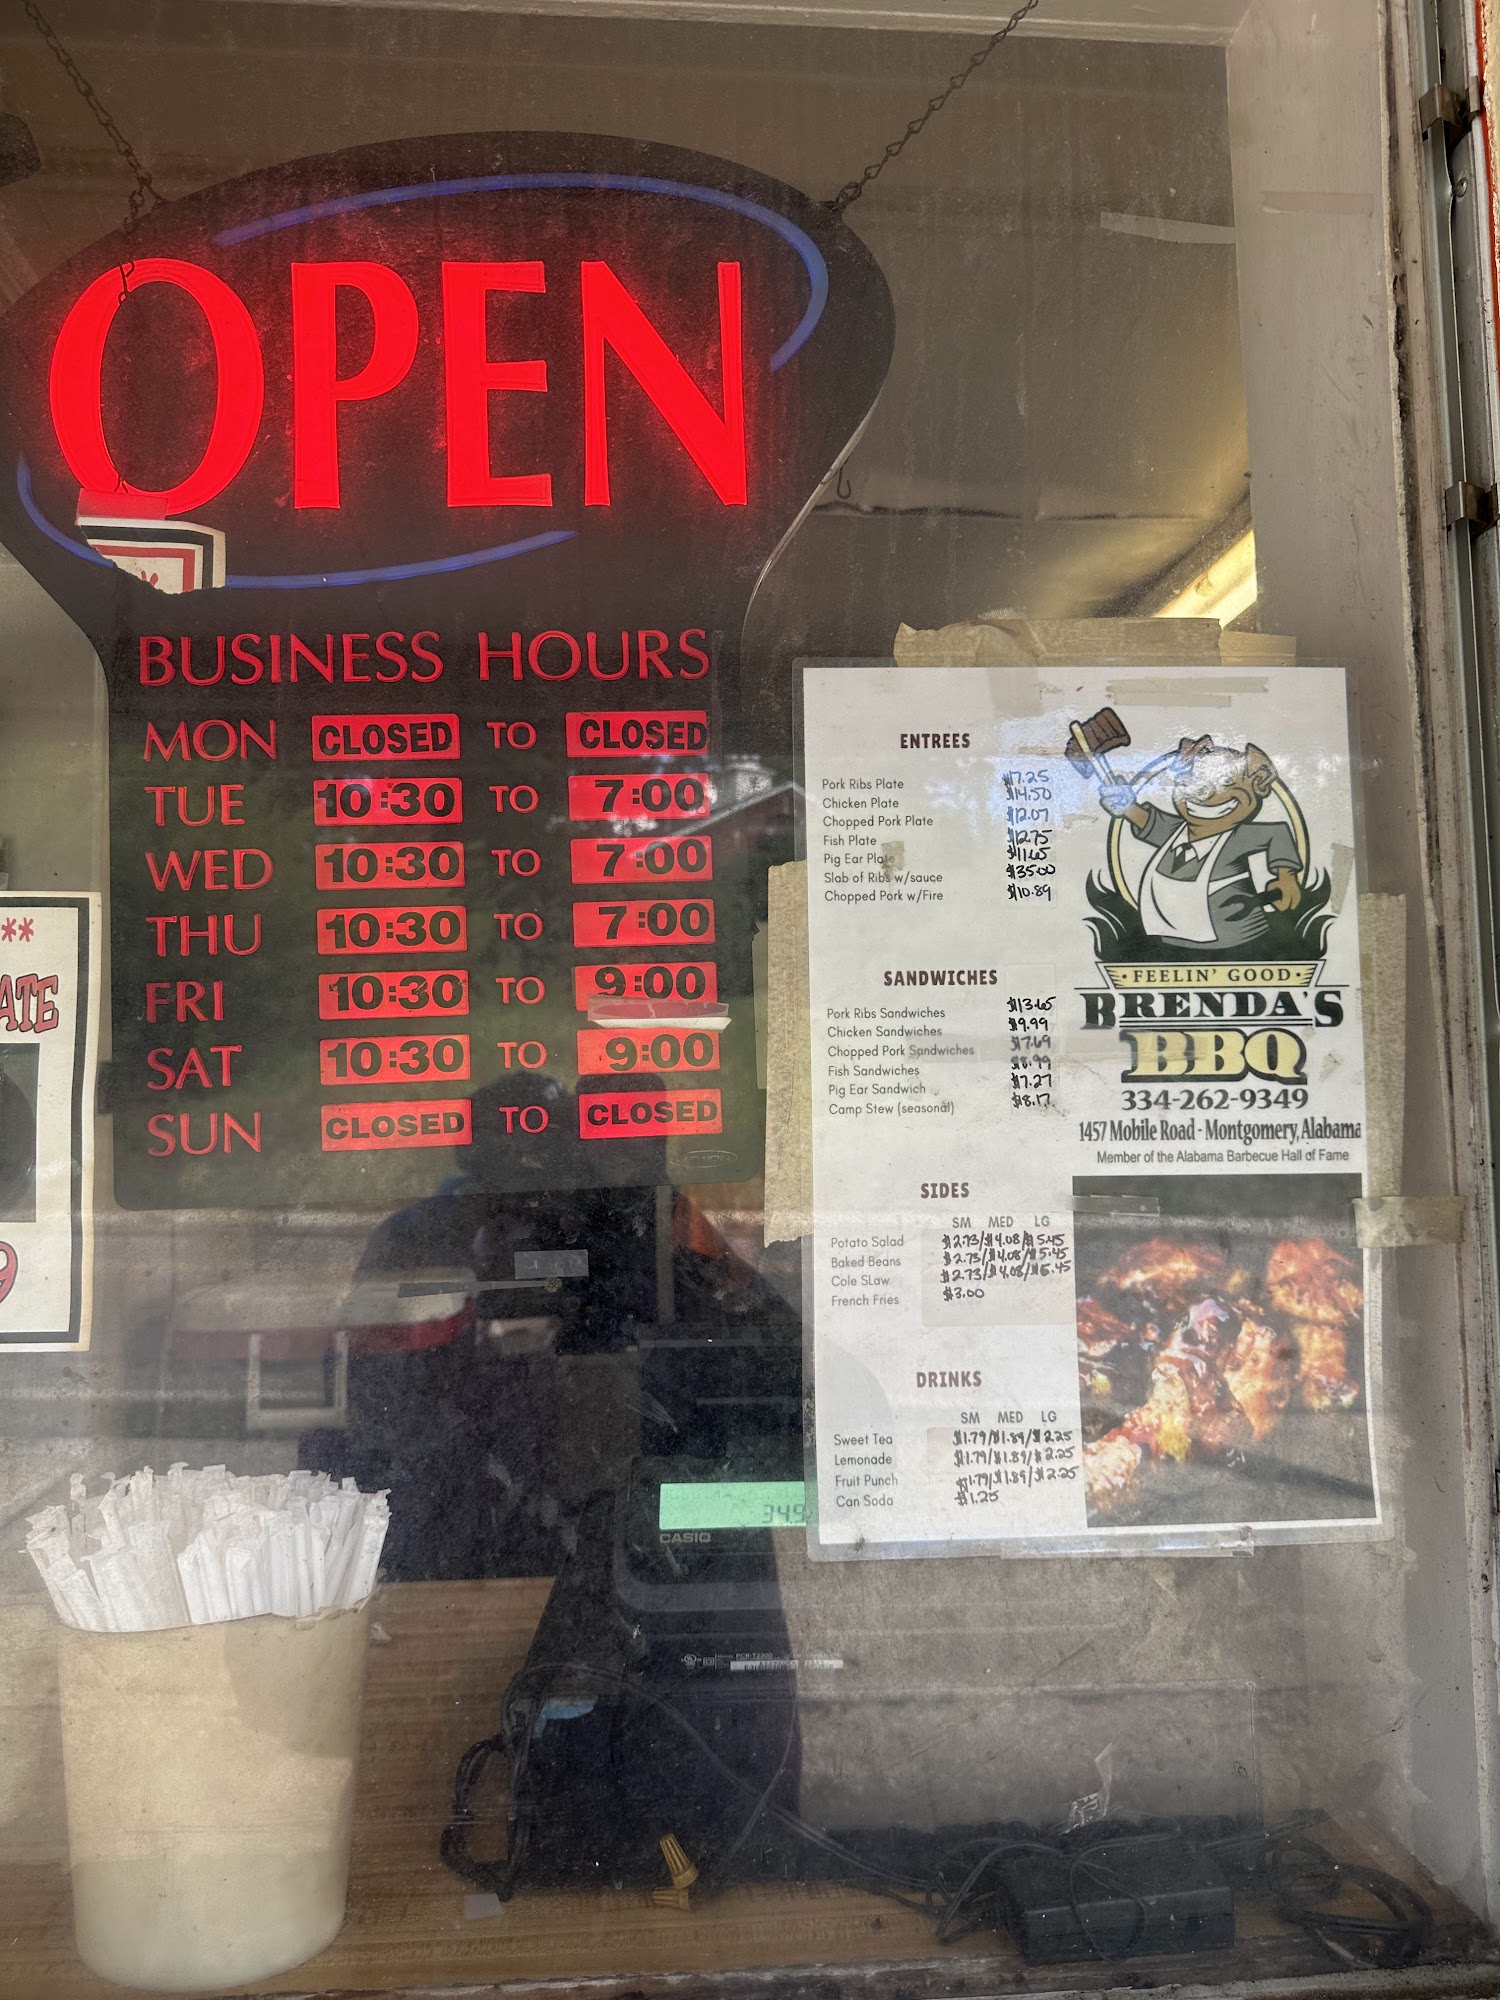 OPEN
BUSINESS HOURS
MON CLOSED TO CLOSED
TUE 10:30 TO 7:00
WED 10:30 TO 7:00
THU 10:30 TO 7:00
FRI 10:30 TO 9:00
SAT 10:30 TO 9:00
SUN CLOSED TO CLOSED
**
ATE
9
ENTREES
Pork Ribs Plate $17.25
Chicken Plate $14.50
Chopped Pork Plate $12.07
Fish Plate $12.75
Pig Ear Plate $11.65
Slab of Ribs w/sauce $35.00
Chopped Pork w/Fire $10.89
SANDWICHES
Pork Ribs Sandwiches $13.65
Chicken Sandwiches $9.99
Chopped Pork Sandwiches $7.69
Fish Sandwiches $8.99
Pig Ear Sandwich $7.27
Camp Stew (seasonal) $8.17
SIDES
SM MED LG
Potato Salad $2.73/$4.08/$5.45
Baked Beans $2.73/$4.08/$5.45
Cole SLaw $2.73/$4.08/$5.45
French Fries $3.00
DRINKS
SM MED LG
Sweet Tea $1.79/$1.89/$2.25
Lemonade $1.79/$1.89/$2.25
Fruit Punch $1.79/$1.89/$2.25
Can Soda $1.25
FEELIN' GOOD
BRENDA'S
BBQ
334-262-9349
1457 Mobile Road - Montgomery, Alabama
Member of the Alabama Barbecue Hall of Fame
349
CASIO